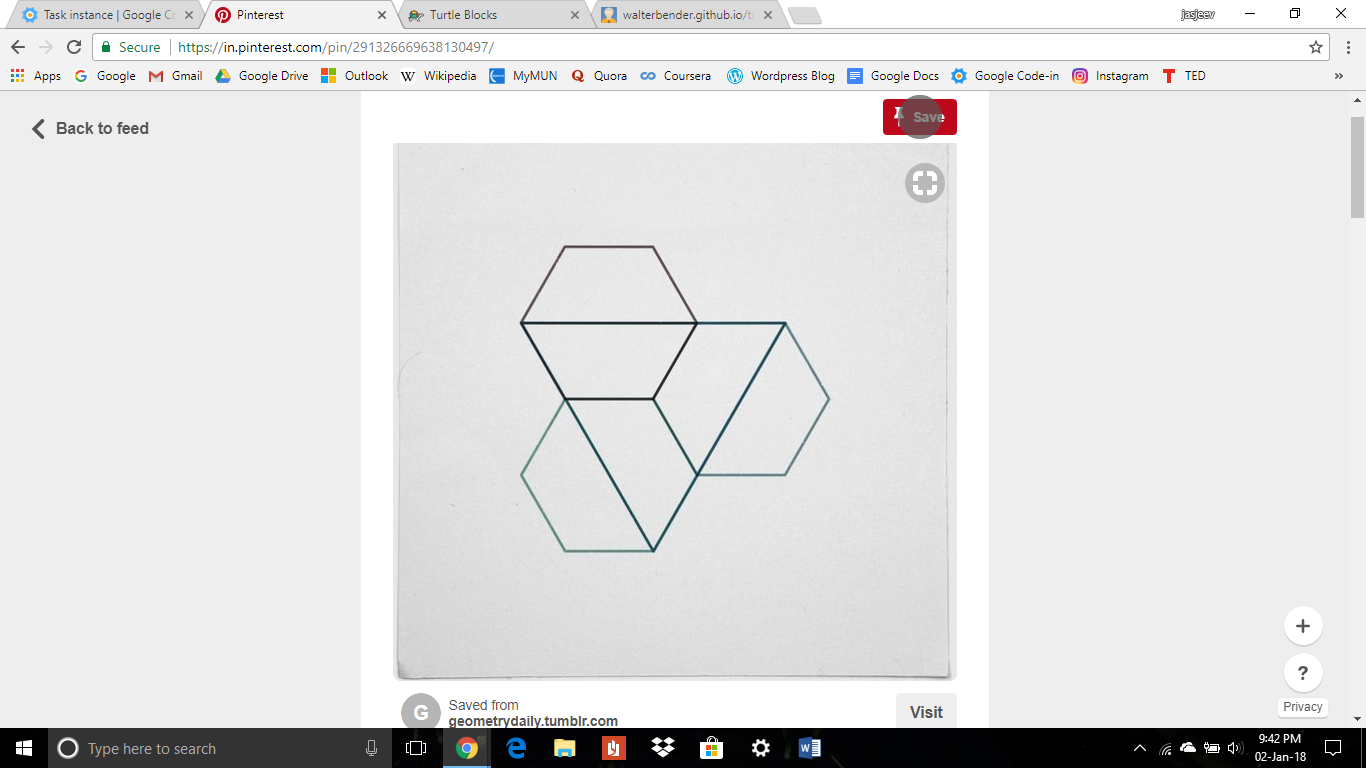 Task instance | Google Co
Pinterest
Turtle Blocks
walterbender.github.io/tu
jasjeev
Secure
https://in.pinterest.com/pin/291326669638130497/
Apps
Google
Gmail
Google Drive
Outlook
Wikipedia
MyMUN
Quora
Coursera
Wordpress Blog
Google Docs
Google Code-in
Instagram
TED
Back to feed
Save
Saved from
geometrydaily.tumblr.com
G
Visit
+
?
Privacy
Type here to search
9:42 PM
02-Jan-18